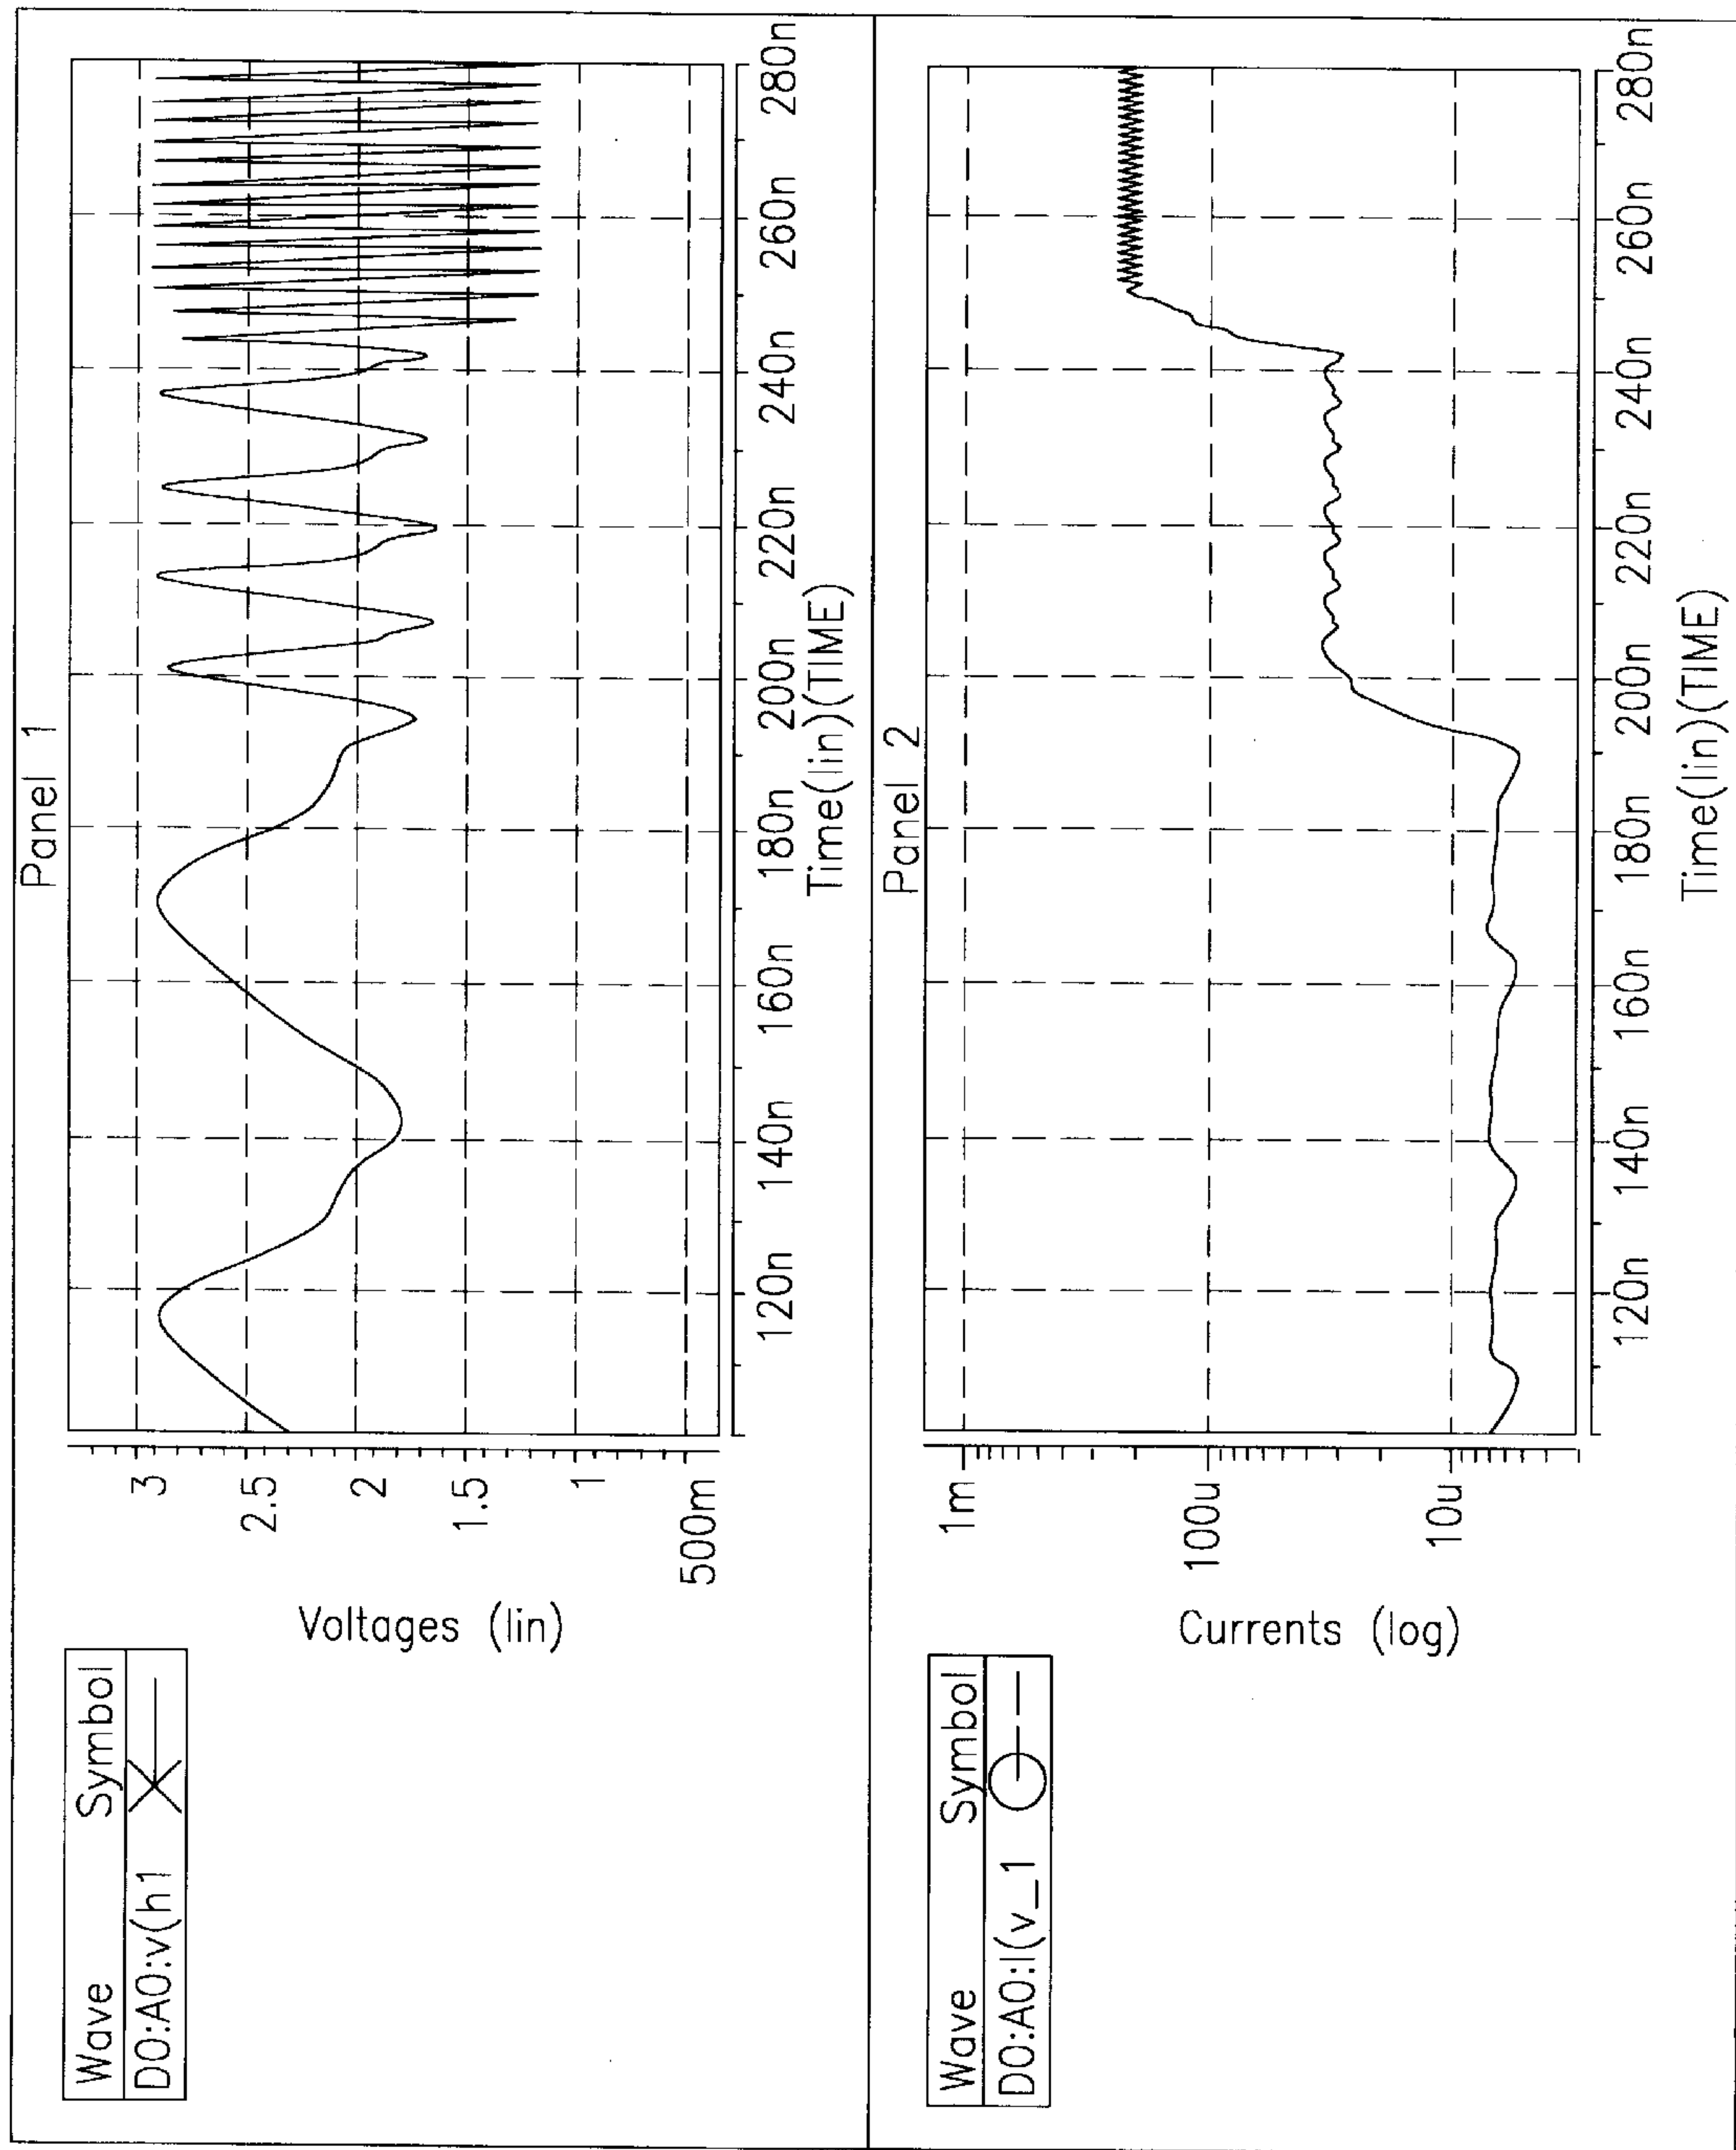 Panel 1
Wave Symbol
D0:A0:v(h1
Voltages (lin)
3
2.5
2
1.5
1
500m
120n 140n 160n 180n 200n 220n 240n 260n 280n
Time(lin)(TIME)
Panel 2
Wave Symbol
D0:A0:I(v_1
Currents (log)
1m
100u
10u
120n 140n 160n 180n 200n 220n 240n 260n 280n
Time(lin)(TIME)